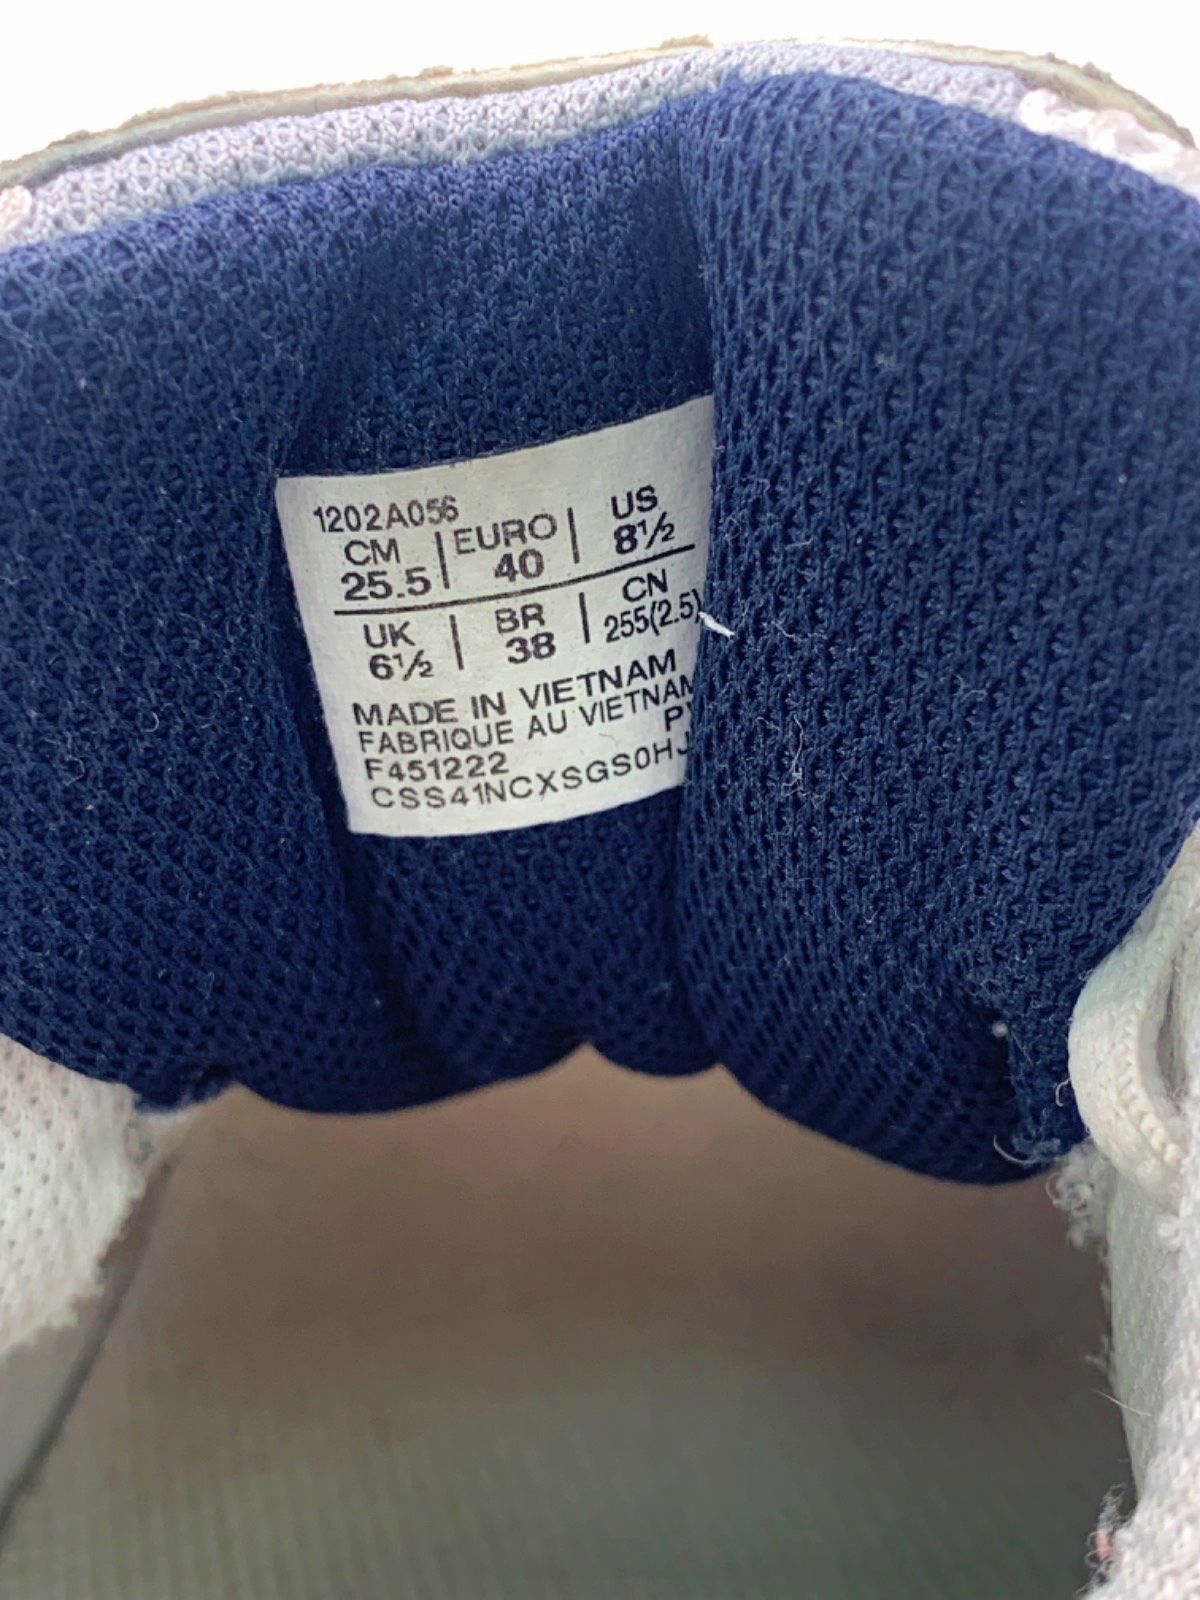 1202A056
CM | EURO | US
25.5 | 40 | 8½
UK | BR | CN
6½ | 38 | 255(2.5)
MADE IN VIETNAM
FABRIQUE AU VIETNAM
F451222
CSS41NCXSGS0HJ